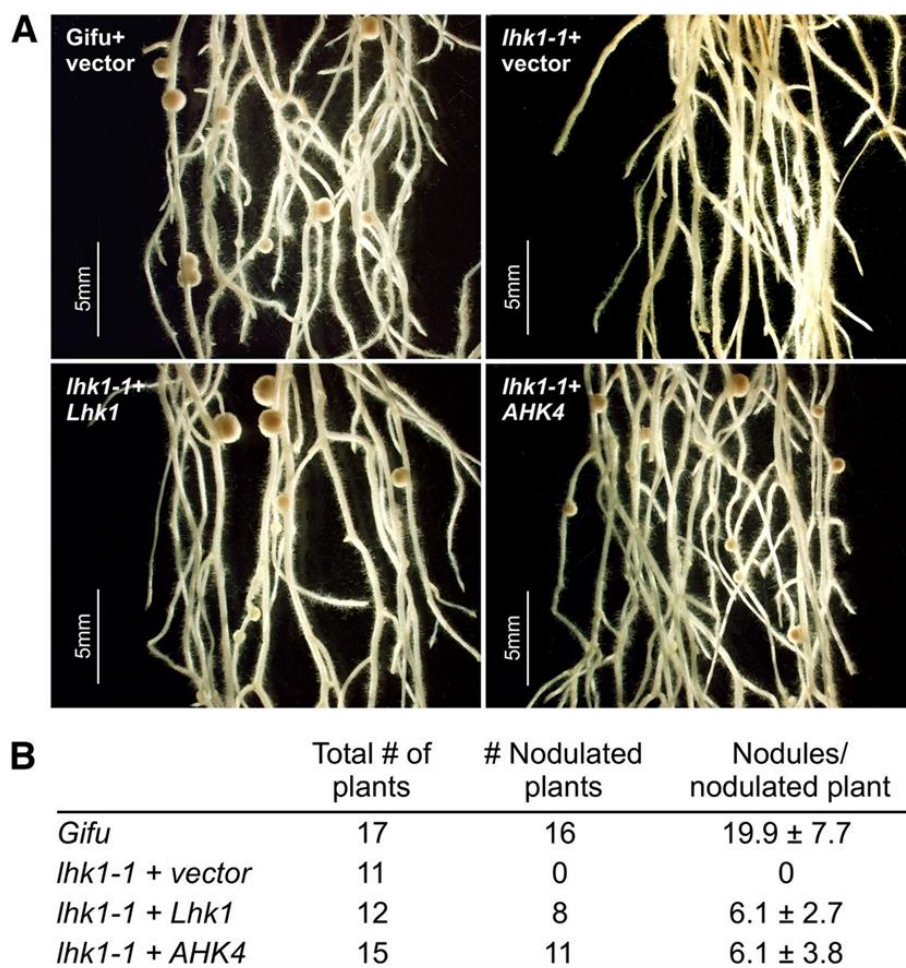 A
Gifu+
vector
lhk1-1+
vector
5mm
5mm
lhk1-1+
Lhk1
lhk1-1+
AHK4
5mm
5mm
B
Total # of plants # Nodulated plants Nodules/ nodulated plant
Gifu 17 16 19.9 ± 7.7
lhk1-1 + vector 11 0 0
lhk1-1 + Lhk1 12 8 6.1 ± 2.7
lhk1-1 + AHK4 15 11 6.1 ± 3.8